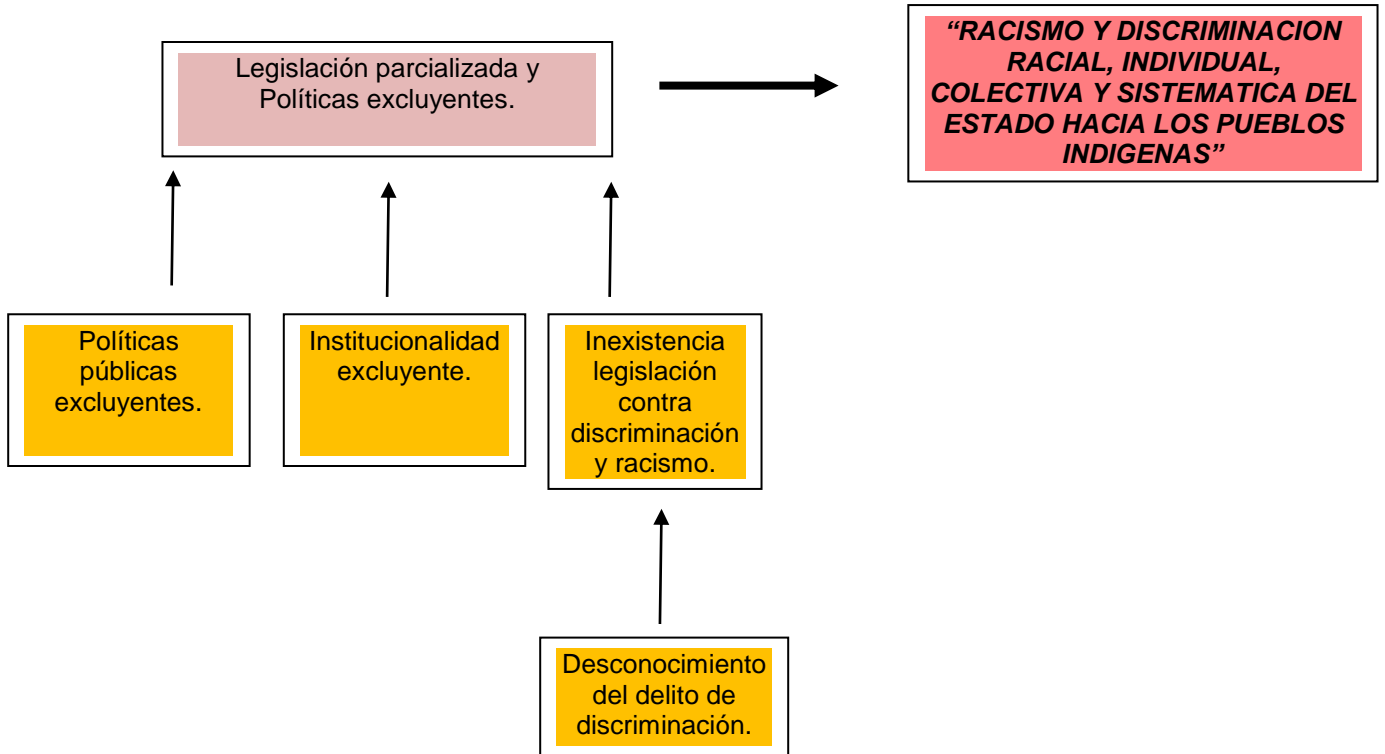 Legislación parcializada y
Políticas excluyentes.
“RACISMO Y DISCRIMINACION
RACIAL, INDIVIDUAL,
COLECTIVA Y SISTEMATICA DEL
ESTADO HACIA LOS PUEBLOS
INDIGENAS”
Políticas
públicas
excluyentes.
Institucionalidad
excluyente.
Inexistencia
legislación
contra
discriminación
y racismo.
Desconocimiento
del delito de
discriminación.